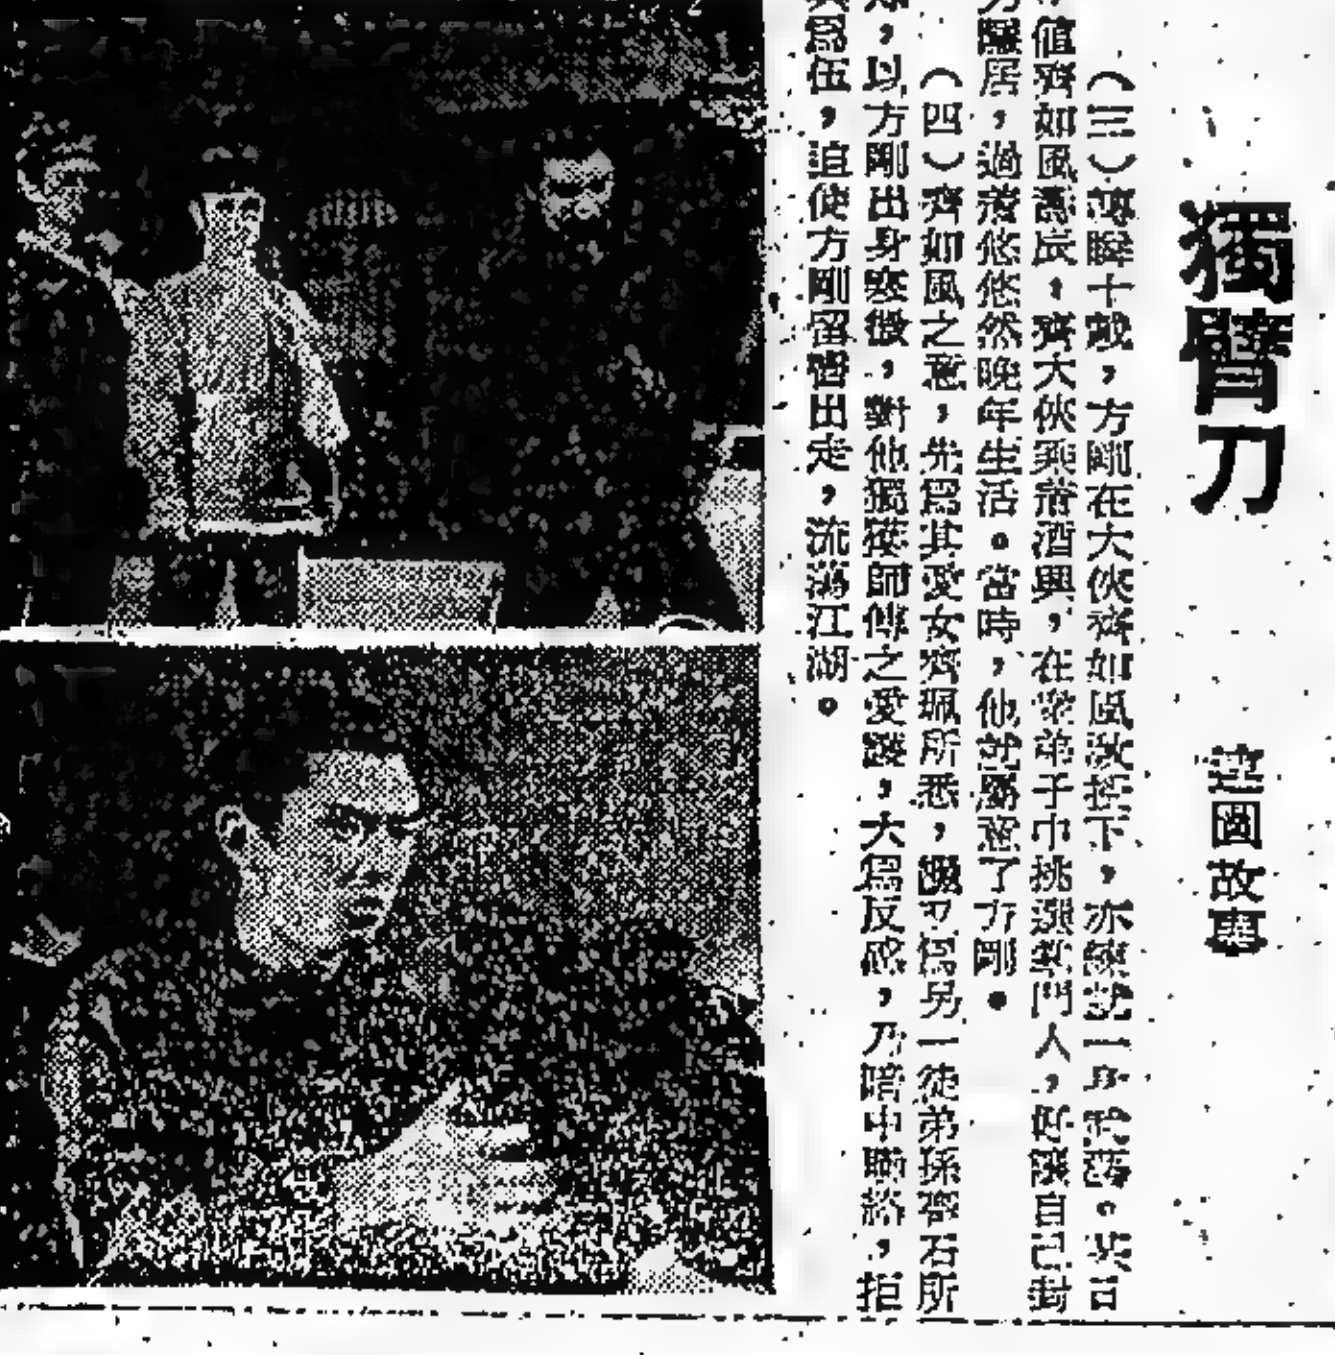 獨臂刀
連圖故事
（三）轉瞬十載，方剛在大俠齊如風教授下，亦練就一身武藝。某日
，值齊如風壽辰，齊大俠乘着酒興，在眾弟子中挑選掌門人，好讓自己封
刀隱居，過着悠悠然晚年生活。當時，他就屬意了方剛。
（四）齊如風之意，先爲其愛女齊珮所悉，繼又爲另一徒弟孫石所
，以方剛出身寒微，對他獨獲師傅之愛護，大爲反感，乃暗中聯絡，拒
爲伍，迫使方剛留書出走，流蕩江湖。